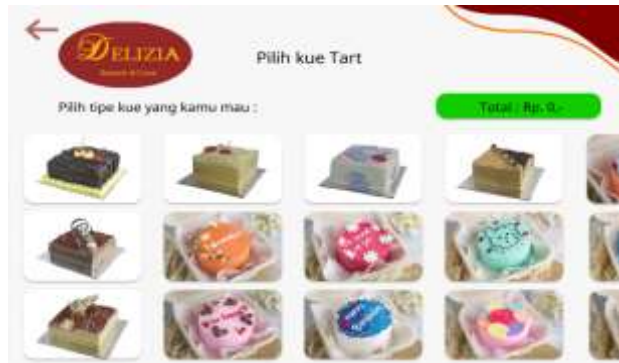 DELIZIA
Pilih kue Tart
Pilih tipe kue yang kamu mau :
Total : Rp. 0,-